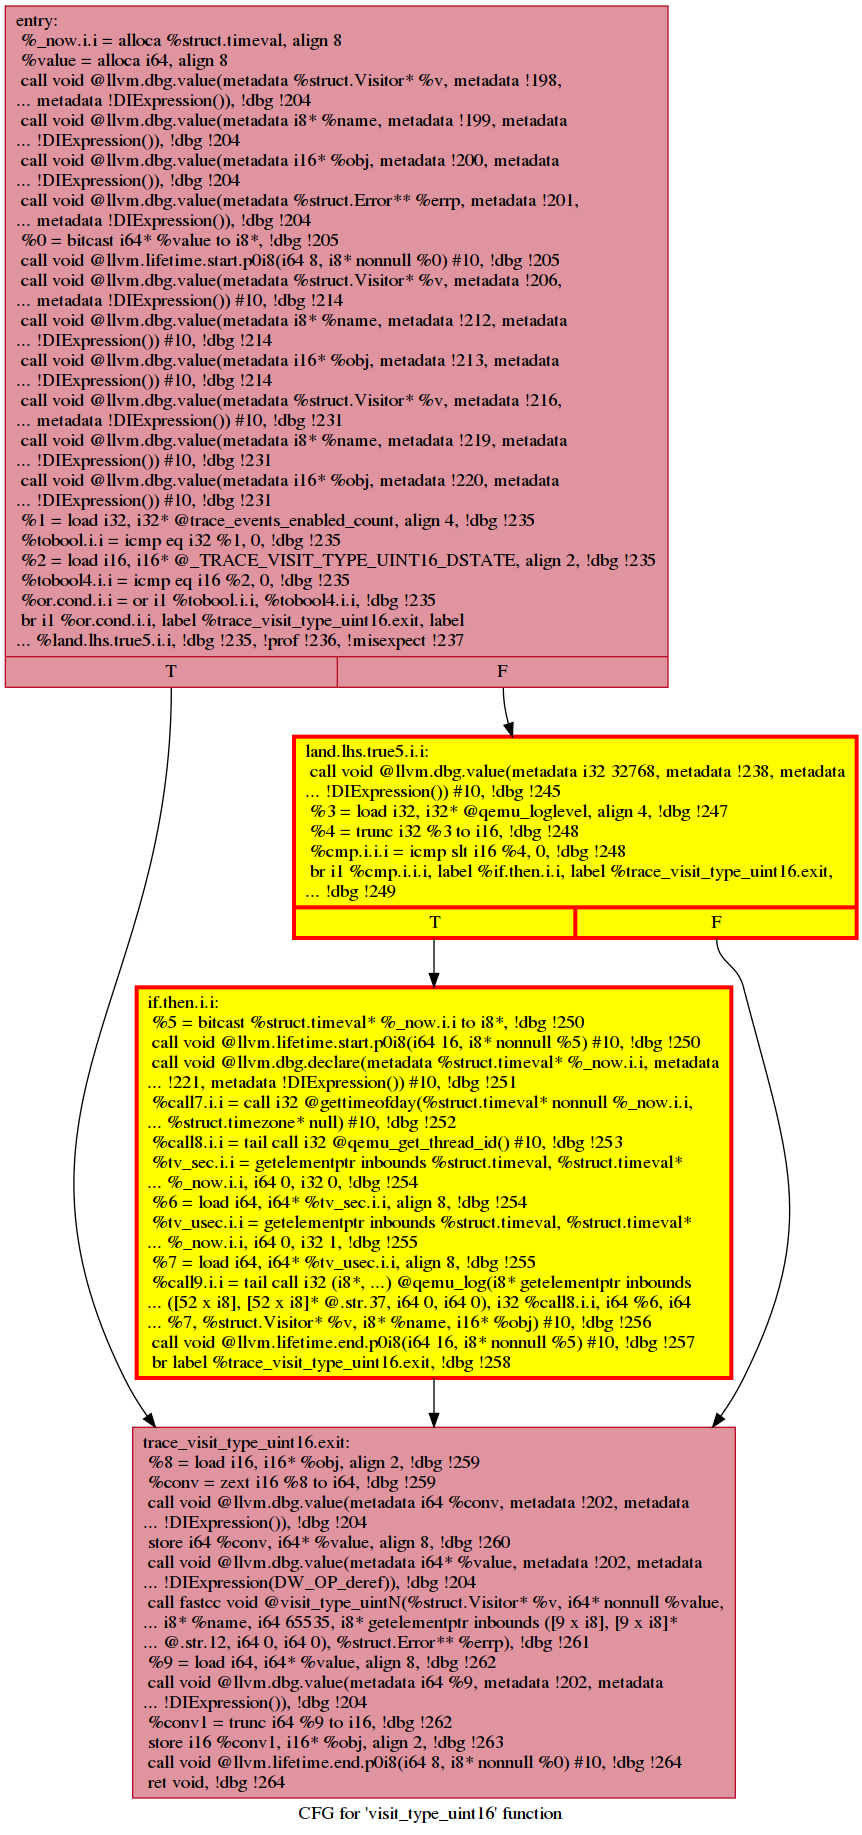 entry:
%_now.i.i = alloca %struct.timeval, align 8
%value = alloca i64, align 8
call void @llvm.dbg.value(metadata %struct.Visitor* %v, metadata !198,
... metadata !DIExpression()), !dbg !204
call void @llvm.dbg.value(metadata i8* %name, metadata !199, metadata
... !DIExpression()), !dbg !204
call void @llvm.dbg.value(metadata i16* %obj, metadata !200, metadata
... !DIExpression()), !dbg !204
call void @llvm.dbg.value(metadata %struct.Error** %errp, metadata !201,
... metadata !DIExpression()), !dbg !204
%0 = bitcast i64* %value to i8*, !dbg !205
call void @llvm.lifetime.start.p0i8(i64 8, i8* nonnull %0) #10, !dbg !205
call void @llvm.dbg.value(metadata %struct.Visitor* %v, metadata !206,
... metadata !DIExpression()) #10, !dbg !214
call void @llvm.dbg.value(metadata i8* %name, metadata !212, metadata
... !DIExpression()) #10, !dbg !214
call void @llvm.dbg.value(metadata i16* %obj, metadata !213, metadata
... !DIExpression()) #10, !dbg !214
call void @llvm.dbg.value(metadata %struct.Visitor* %v, metadata !216,
... metadata !DIExpression()) #10, !dbg !231
call void @llvm.dbg.value(metadata i8* %name, metadata !219, metadata
... !DIExpression()) #10, !dbg !231
call void @llvm.dbg.value(metadata i16* %obj, metadata !220, metadata
... !DIExpression()) #10, !dbg !231
%1 = load i32, i32* @trace_events_enabled_count, align 4, !dbg !235
%tobool.i.i = icmp eq i32 %1, 0, !dbg !235
%2 = load i16, i16* @_TRACE_VISIT_TYPE_UINT16_DSTATE, align 2, !dbg !235
%tobool4.i.i = icmp eq i16 %2, 0, !dbg !235
%or.cond.i.i = or i1 %tobool.i.i, %tobool4.i.i, !dbg !235
br i1 %or.cond.i.i, label %trace_visit_type_uint16.exit, label
... %land.lhs.true5.i.i, !dbg !235, !prof !236, !misexpect !237
T F
land.lhs.true5.i.i:
call void @llvm.dbg.value(metadata i32 32768, metadata !238, metadata
... !DIExpression()) #10, !dbg !245
%3 = load i32, i32* @qemu_loglevel, align 4, !dbg !247
%4 = trunc i32 %3 to i16, !dbg !248
%cmp.i.i.i = icmp slt i16 %4, 0, !dbg !248
br i1 %cmp.i.i.i, label %if.then.i.i, label %trace_visit_type_uint16.exit,
... !dbg !249
T F
if.then.i.i:
%5 = bitcast %struct.timeval* %_now.i.i to i8*, !dbg !250
call void @llvm.lifetime.start.p0i8(i64 16, i8* nonnull %5) #10, !dbg !250
call void @llvm.dbg.declare(metadata %struct.timeval* %_now.i.i, metadata
... !221, metadata !DIExpression()) #10, !dbg !251
%call7.i.i = call i32 @gettimeofday(%struct.timeval* nonnull %_now.i.i,
... %struct.timezone* null) #10, !dbg !252
%call8.i.i = tail call i32 @qemu_get_thread_id() #10, !dbg !253
%tv_sec.i.i = getelementptr inbounds %struct.timeval, %struct.timeval*
... %_now.i.i, i64 0, i32 0, !dbg !254
%6 = load i64, i64* %tv_sec.i.i, align 8, !dbg !254
%tv_usec.i.i = getelementptr inbounds %struct.timeval, %struct.timeval*
... %_now.i.i, i64 0, i32 1, !dbg !255
%7 = load i64, i64* %tv_usec.i.i, align 8, !dbg !255
%call9.i.i = tail call i32 (i8*, ...) @qemu_log(i8* getelementptr inbounds
... ([52 x i8], [52 x i8]* @.str.37, i64 0, i64 0), i32 %call8.i.i, i64 %6, i64
... %7, %struct.Visitor* %v, i8* %name, i16* %obj) #10, !dbg !256
call void @llvm.lifetime.end.p0i8(i64 16, i8* nonnull %5) #10, !dbg !257
br label %trace_visit_type_uint16.exit, !dbg !258
trace_visit_type_uint16.exit:
%8 = load i16, i16* %obj, align 2, !dbg !259
%conv = zext i16 %8 to i64, !dbg !259
call void @llvm.dbg.value(metadata i64 %conv, metadata !202, metadata
... !DIExpression()), !dbg !204
store i64 %conv, i64* %value, align 8, !dbg !260
call void @llvm.dbg.value(metadata i64* %value, metadata !202, metadata
... !DIExpression(DW_OP_deref)), !dbg !204
call fastcc void @visit_type_uintN(%struct.Visitor* %v, i64* nonnull %value,
... i8* %name, i64 65535, i8* getelementptr inbounds ([9 x i8], [9 x i8]*
... @.str.12, i64 0, i64 0), %struct.Error** %errp), !dbg !261
%9 = load i64, i64* %value, align 8, !dbg !262
call void @llvm.dbg.value(metadata i64 %9, metadata !202, metadata
... !DIExpression()), !dbg !204
%conv1 = trunc i64 %9 to i16, !dbg !262
store i16 %conv1, i16* %obj, align 2, !dbg !263
call void @llvm.lifetime.end.p0i8(i64 8, i8* nonnull %0) #10, !dbg !264
ret void, !dbg !264
CFG for 'visit_type_uint16' function